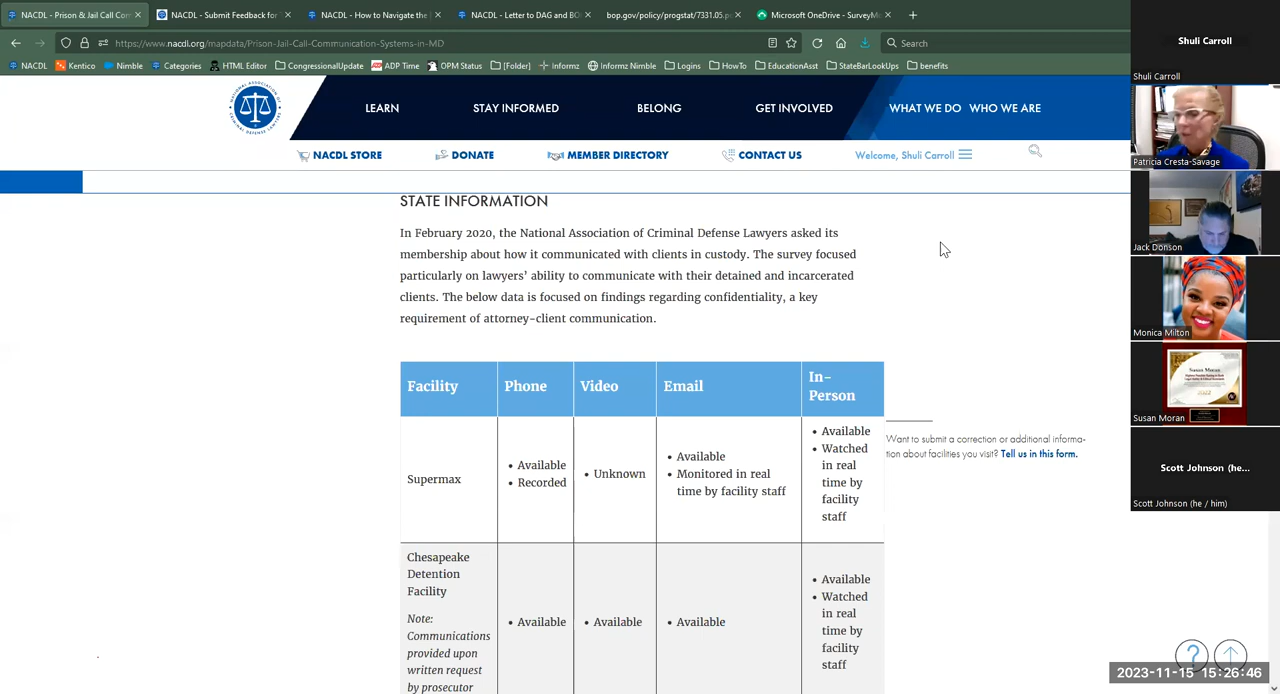 NACDL - Prison & Jail Call Com
NACDL - Submit Feedback for
NACDL - How to Navigate the
NACDL - Letter to DAG and BO
bop.gov/policy/progstat/7331.05.p
Microsoft OneDrive - SurveyM
https://www.nacdl.org/mapdata/Prison-Jail-Call-Communication-Systems-in-MD
Search
NACDL
Kentico
Nimble
Categories
HTML Editor
CongressionalUpdate
ADP Time
OPM Status
[Folder]
Informz
Informz Nimble
Logins
HowTo
EducationAsst
StateBarLookUps
benefits
LEARN
STAY INFORMED
BELONG
GET INVOLVED
WHAT WE DO
WHO WE ARE
NACDL STORE
DONATE
MEMBER DIRECTORY
CONTACT US
Welcome, Shuli Carroll
STATE INFORMATION
In February 2020, the National Association of Criminal Defense Lawyers asked its
membership about how it communicated with clients in custody. The survey focused
particularly on lawyers' ability to communicate with their detained and incarcerated
clients. The below data is focused on findings regarding confidentiality, a key
requirement of attorney-client communication.
Facility
Phone
Video
Email
In-
Person
Supermax
• Available
• Recorded
• Unknown
• Available
• Monitored in real
time by facility staff
• Available
• Watched
in real
time by
facility
staff
Chesapeake
Detention
Facility
Note:
Communications
provided upon
written request
by prosecutor
• Available
• Available
• Available
• Available
• Watched
in real
time by
facility
staff
Want to submit a correction or additional informa-
tion about facilities you visit? Tell us in this form.
?
Shuli Carroll
Shuli Carroll
Patricia Cresta-Savage
Jack Donson
Monica Milton
Susan Moran
Susan Moran
Scott Johnson (he...
Scott Johnson (he / him)
2023-11-15 15:26:46